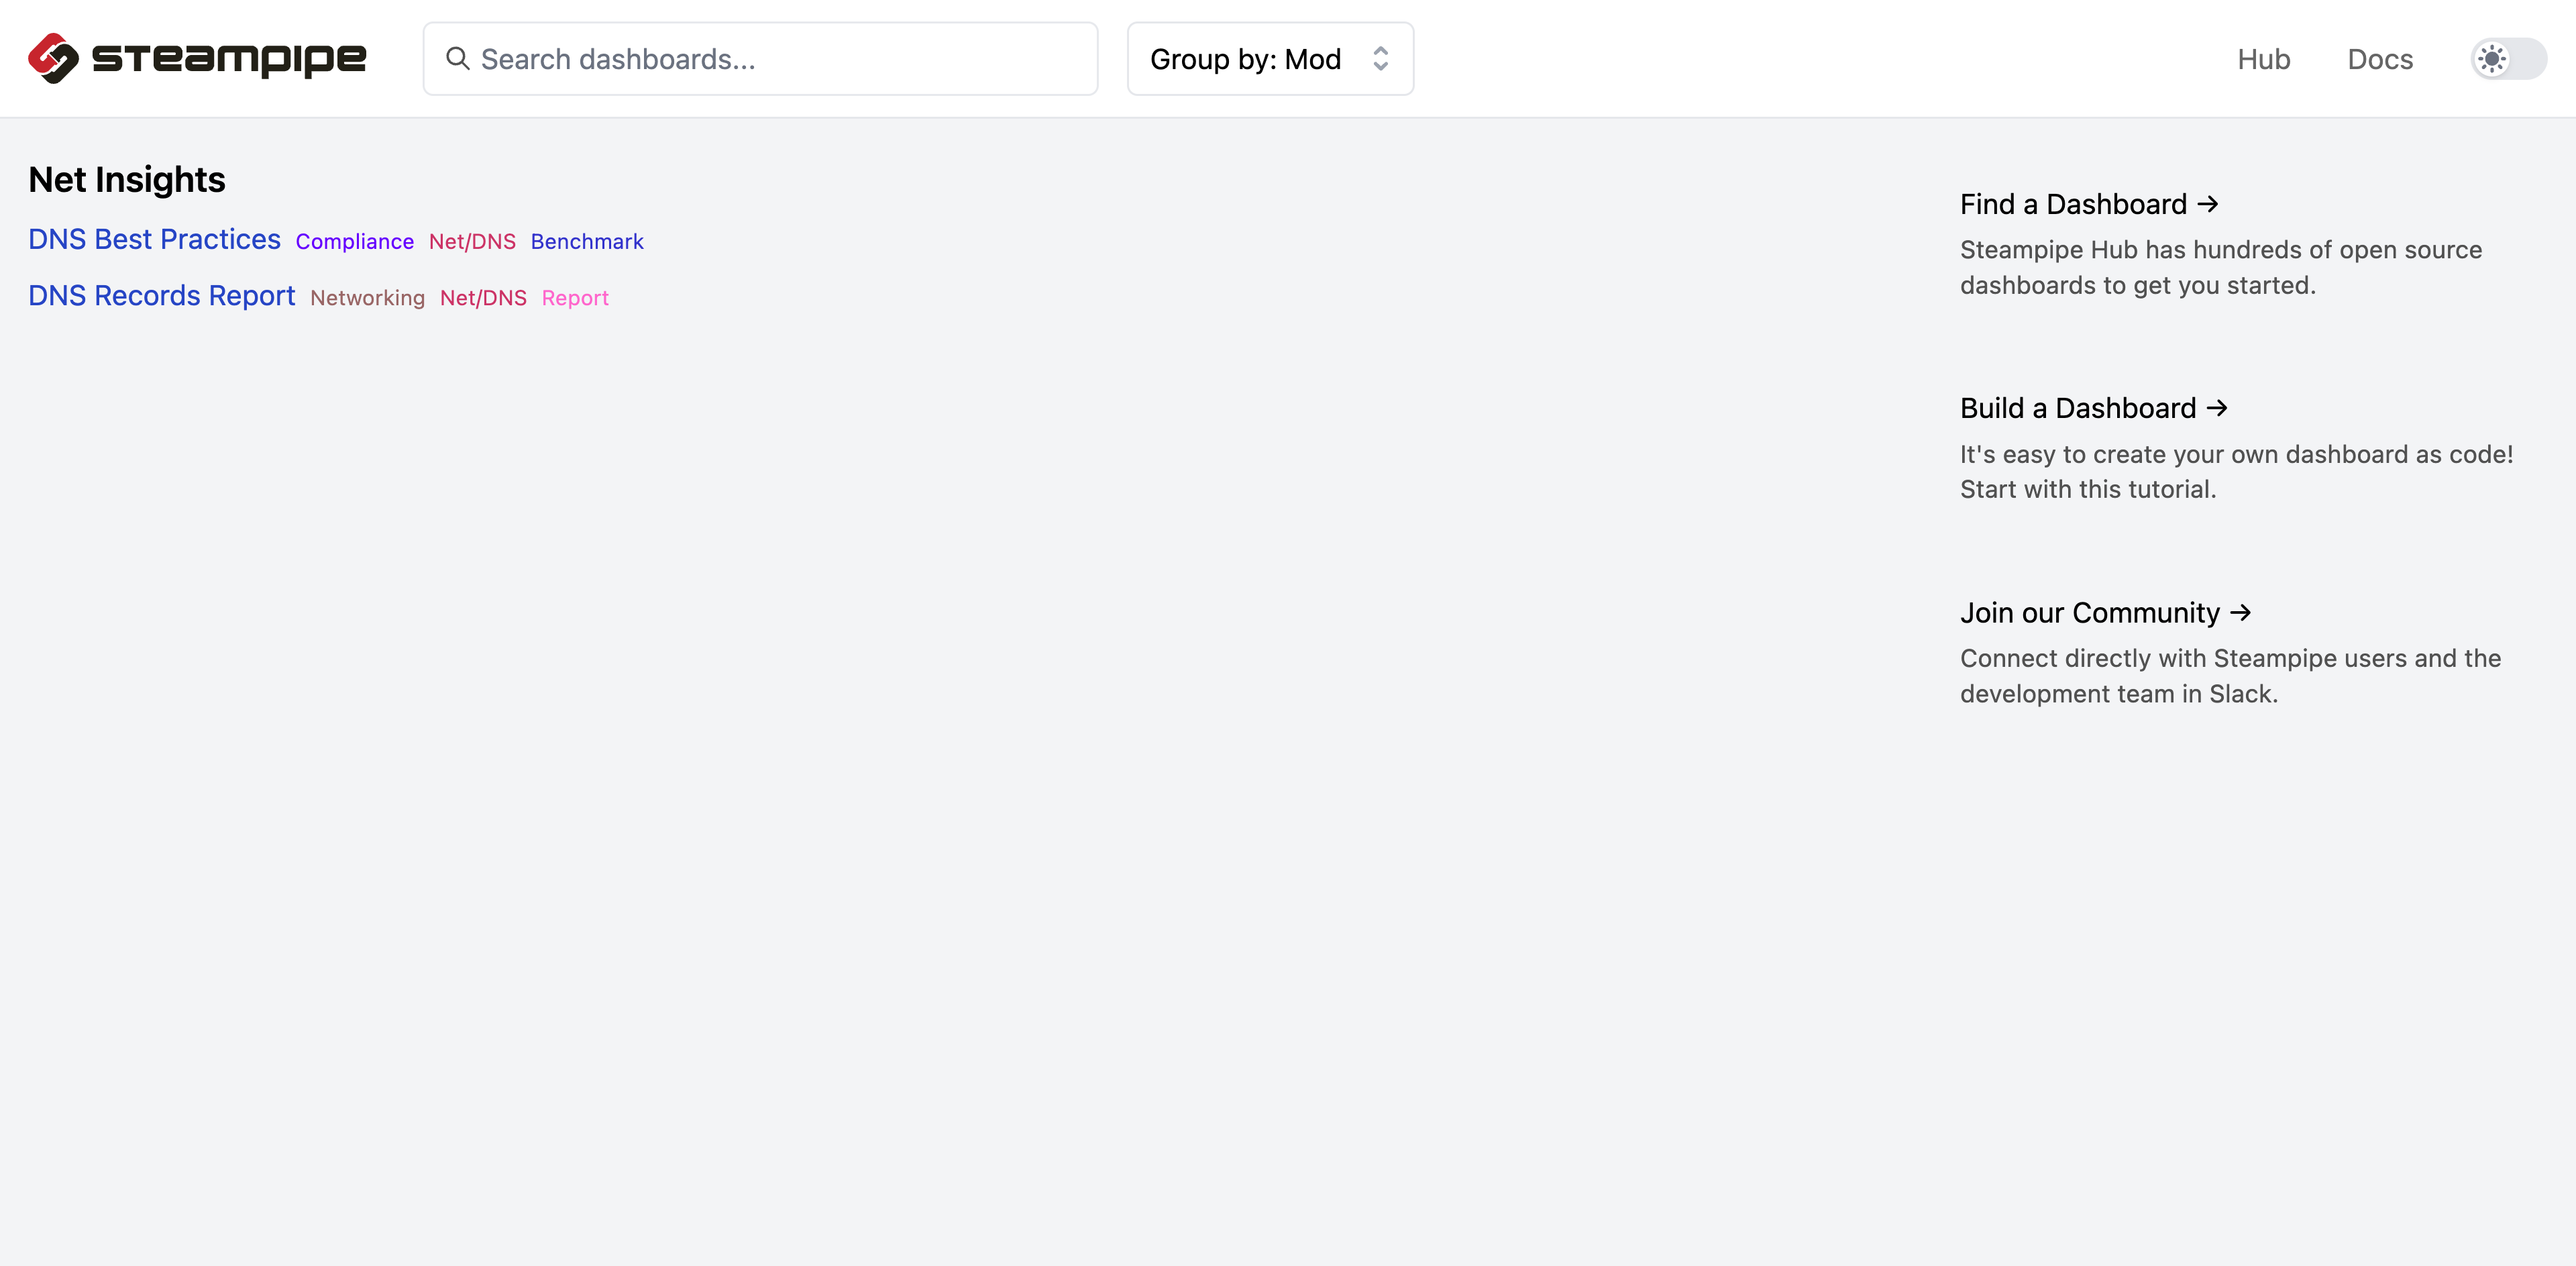 steampipe
Search dashboards...
Group by: Mod
Hub
Docs
Net Insights
DNS Best Practices Compliance Net/DNS Benchmark
DNS Records Report Networking Net/DNS Report
Find a Dashboard →
Steampipe Hub has hundreds of open source
dashboards to get you started.
Build a Dashboard →
It's easy to create your own dashboard as code!
Start with this tutorial.
Join our Community →
Connect directly with Steampipe users and the
development team in Slack.